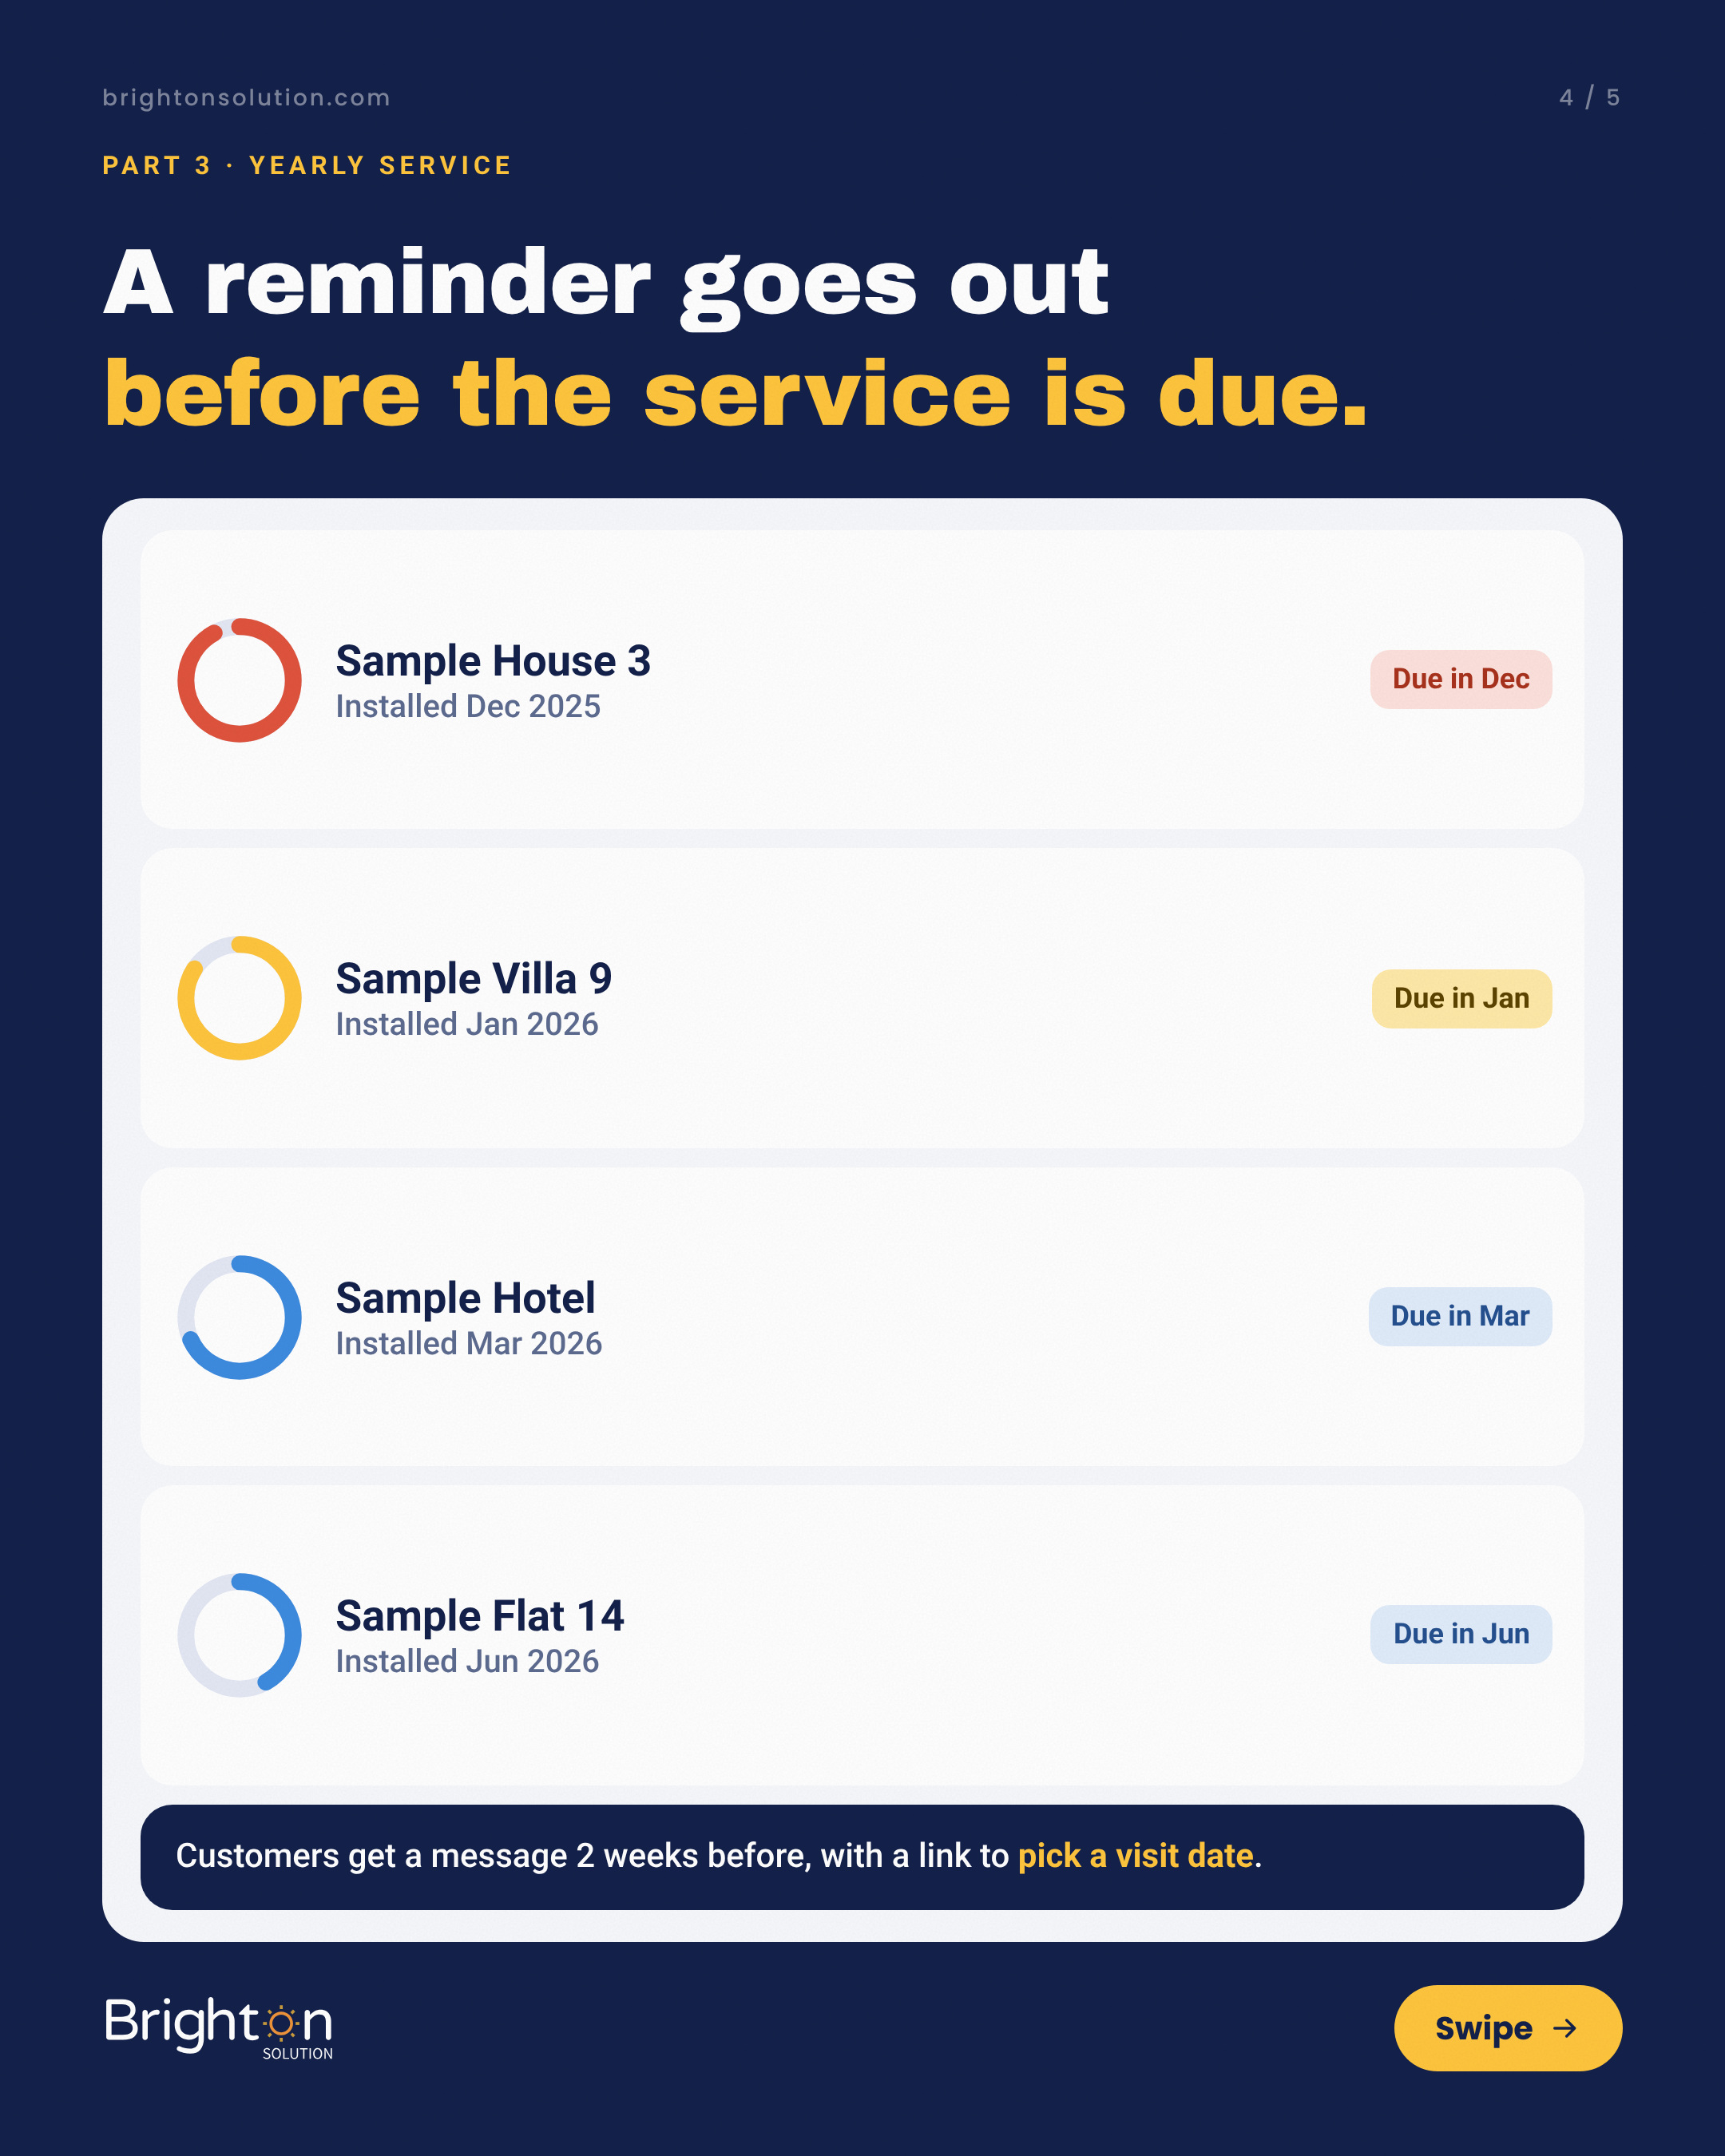 brightonsolution.com
4 / 5
PART 3 · YEARLY SERVICE
A reminder goes out
before the service is due.
Sample House 3
Installed Dec 2025
Due in Dec
Sample Villa 9
Installed Jan 2026
Due in Jan
Sample Hotel
Installed Mar 2026
Due in Mar
Sample Flat 14
Installed Jun 2026
Due in Jun
Customers get a message 2 weeks before, with a link to pick a visit date.
Brighton
SOLUTION
Swipe →